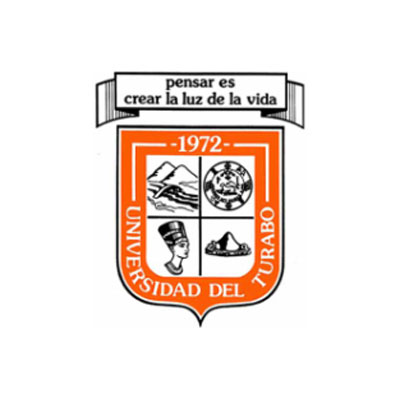 pensar es
crear la luz de la vida
-1972-
UNIVERSIDAD DEL TURABO